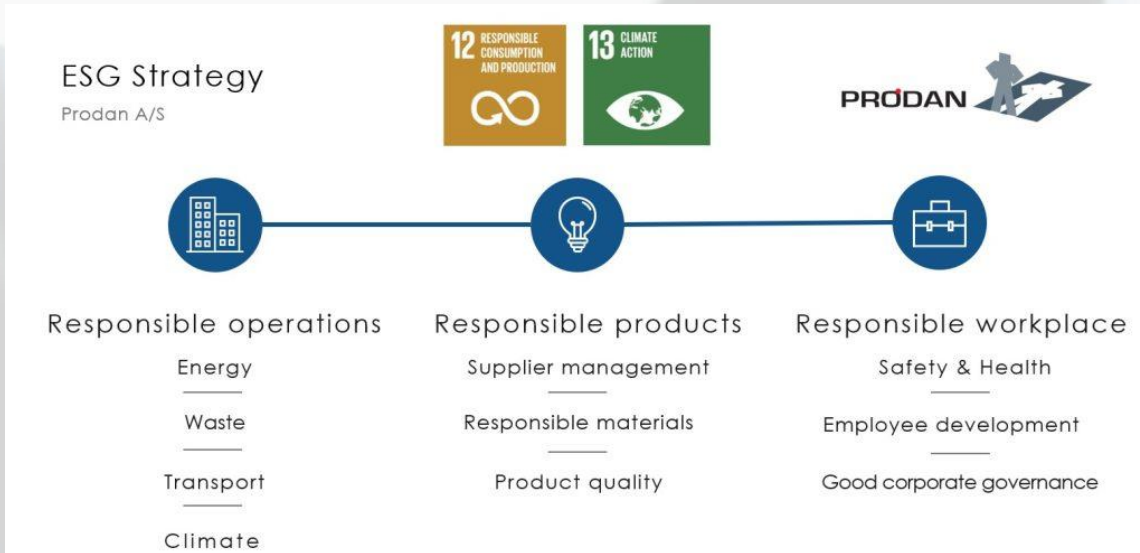 ESG Strategy
Prodan A/S
12 RESPONSIBLE
CONSUMPTION
AND PRODUCTION
13 CLIMATE
ACTION
PRODAN
Responsible operations
Energy
Waste
Transport
Climate
Responsible products
Supplier management
Responsible materials
Product quality
Responsible workplace
Safety & Health
Employee development
Good corporate governance